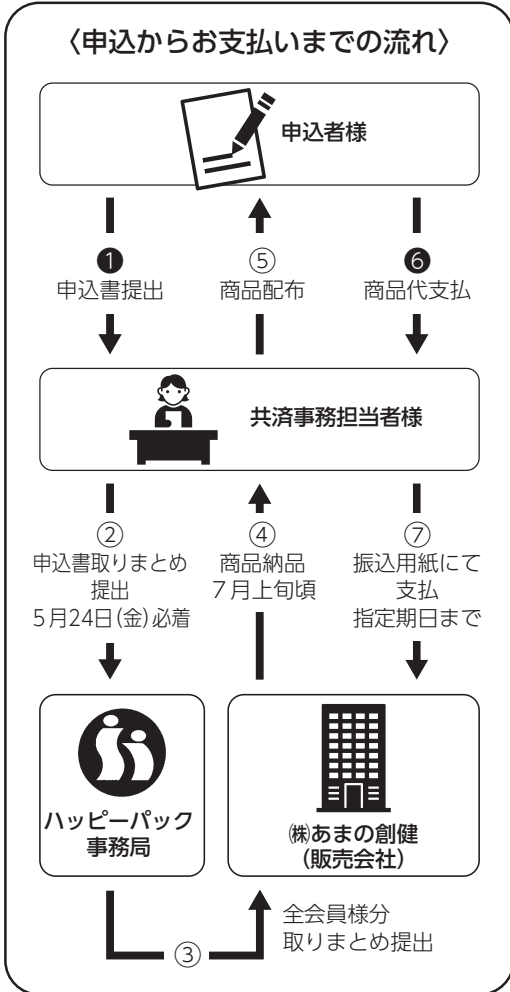 〈申込からお支払いまでの流れ〉
申込者様
❶
申込書提出
⑤
商品配布
❻
商品代支払
共済事務担当者様
②
申込書取りまとめ
提出
5月24日(金)必着
④
商品納品
7月上旬頃
⑦
振込用紙にて
支払
指定期日まで
ハッピーパック
事務局
㈱あまの創健
(販売会社)
③
全会員様分
取りまとめ提出